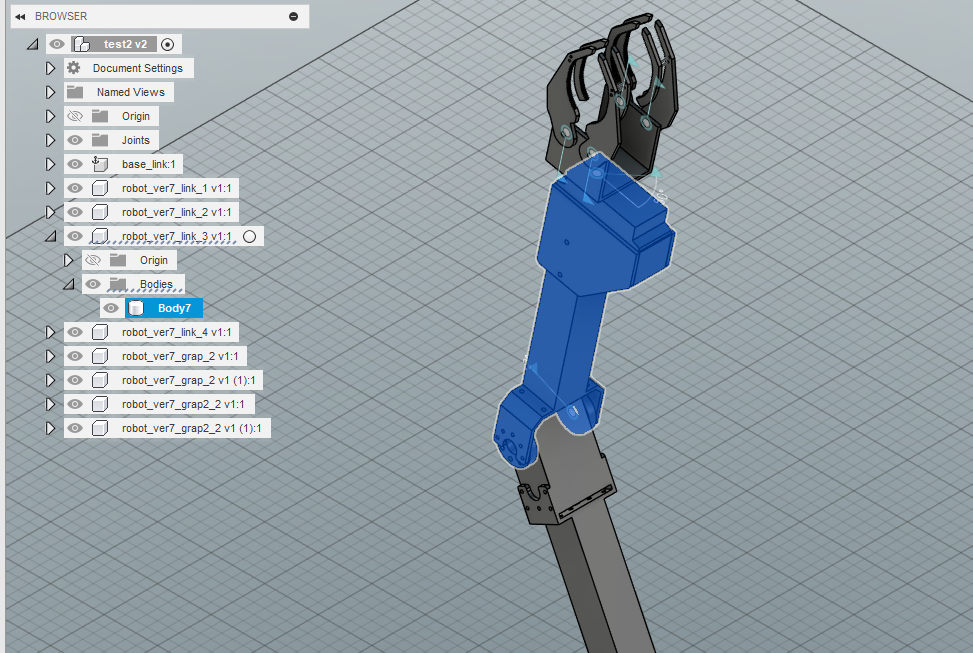 BROWSER
test2 v2
Document Settings
Named Views
Origin
Joints
base_link:1
robot_ver7_link_1 v1:1
robot_ver7_link_2 v1:1
robot_ver7_link_3 v1:1
Origin
Bodies
Body7
robot_ver7_link_4 v1:1
robot_ver7_grap_2 v1:1
robot_ver7_grap_2 v1 (1):1
robot_ver7_grap2_2 v1:1
robot_ver7_grap2_2 v1 (1):1